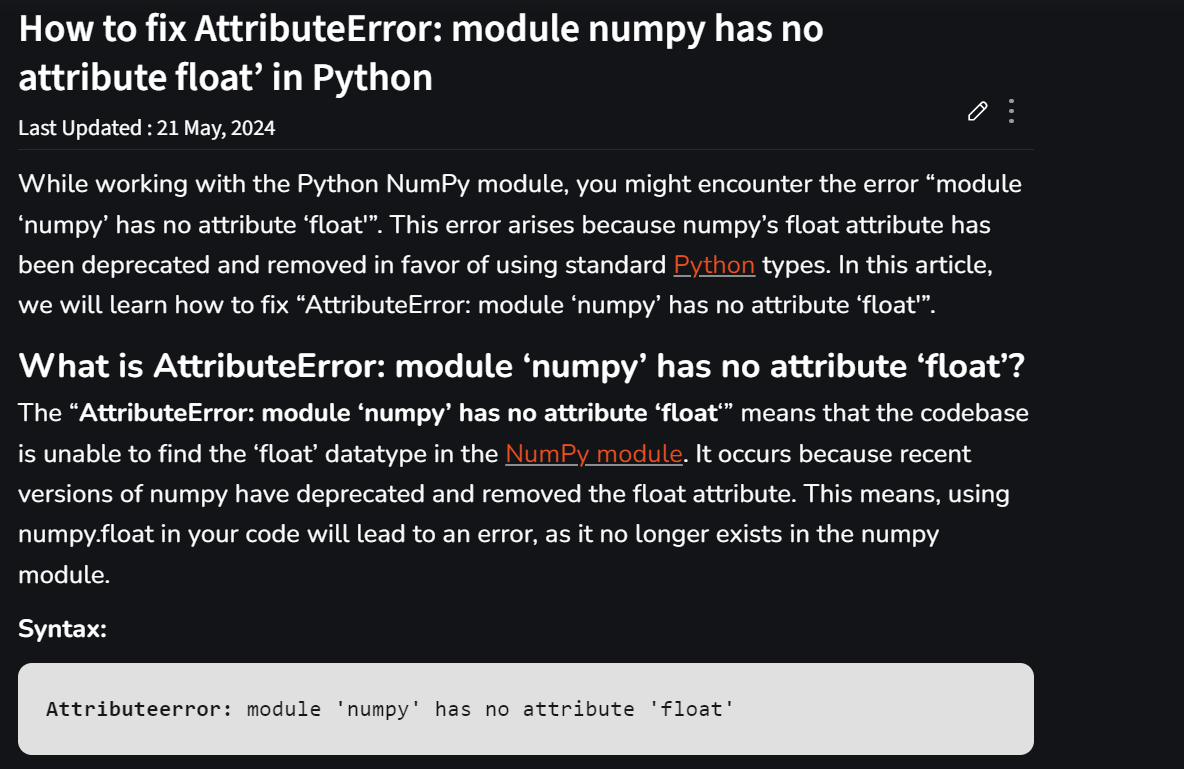 How to fix AttributeError: module numpy has no
attribute float’ in Python
Last Updated : 21 May, 2024
While working with the Python NumPy module, you might encounter the error “module
‘numpy’ has no attribute ‘float'”. This error arises because numpy’s float attribute has
been deprecated and removed in favor of using standard Python types. In this article,
we will learn how to fix “AttributeError: module ‘numpy’ has no attribute ‘float'”.
What is AttributeError: module ‘numpy’ has no attribute ‘float’?
The “AttributeError: module ‘numpy’ has no attribute ‘float‘” means that the codebase
is unable to find the ‘float’ datatype in the NumPy module. It occurs because recent
versions of numpy have deprecated and removed the float attribute. This means, using
numpy.float in your code will lead to an error, as it no longer exists in the numpy
module.
Syntax:
Attributeerror: module 'numpy' has no attribute 'float'